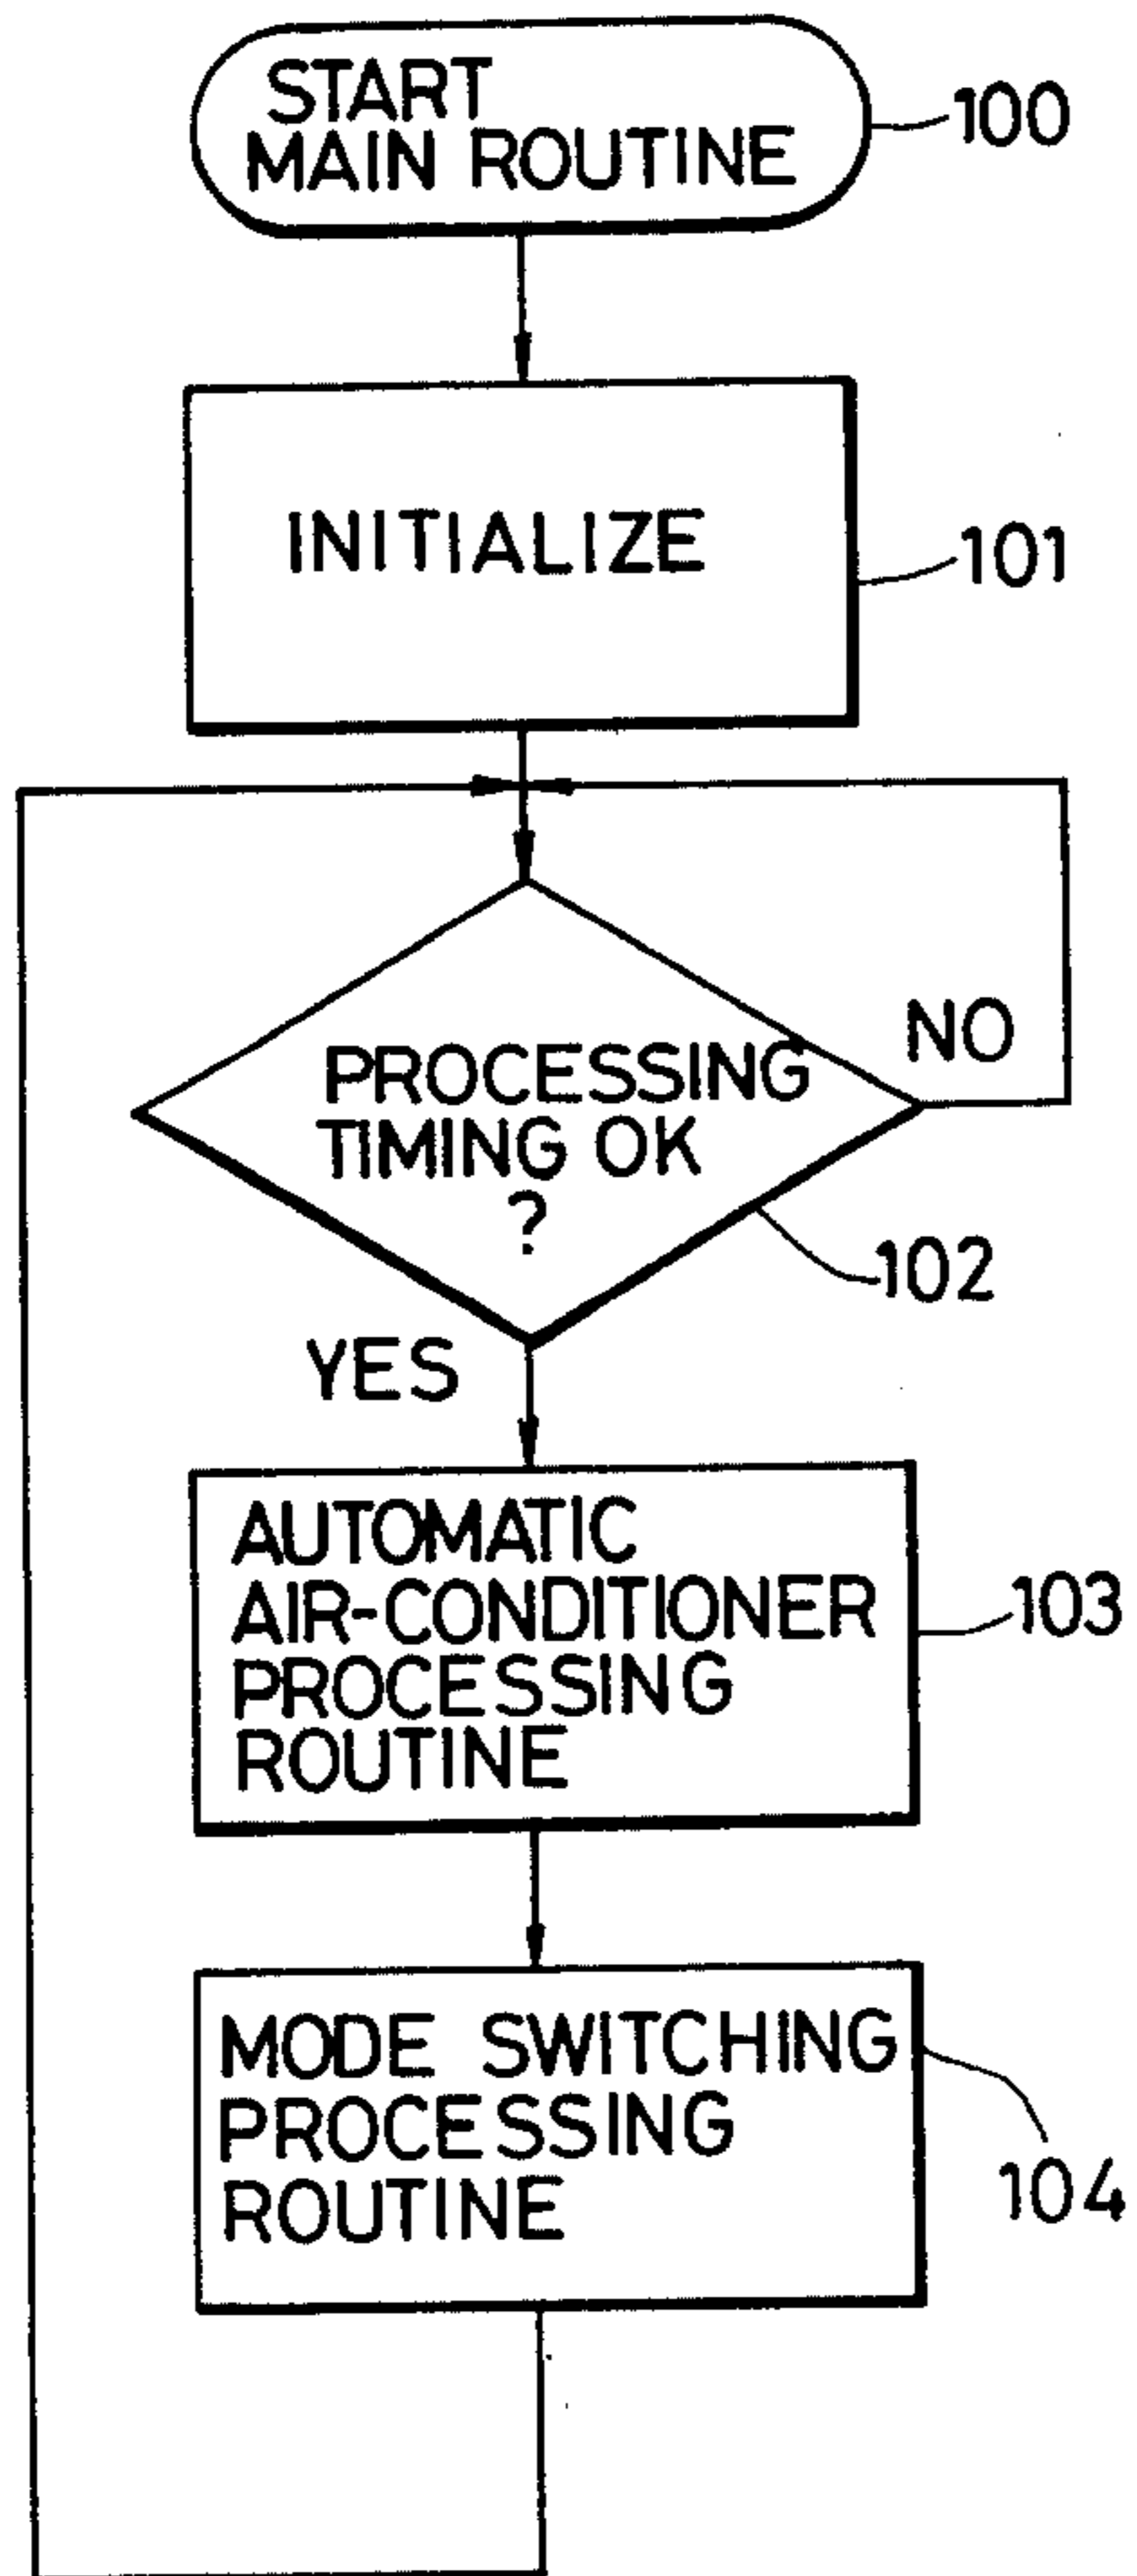 START
MAIN ROUTINE
100
INITIALIZE
101
NO
PROCESSING
TIMING OK
?
102
YES
AUTOMATIC
AIR-CONDITIONER
PROCESSING
ROUTINE
103
MODE SWITCHING
PROCESSING
ROUTINE
104